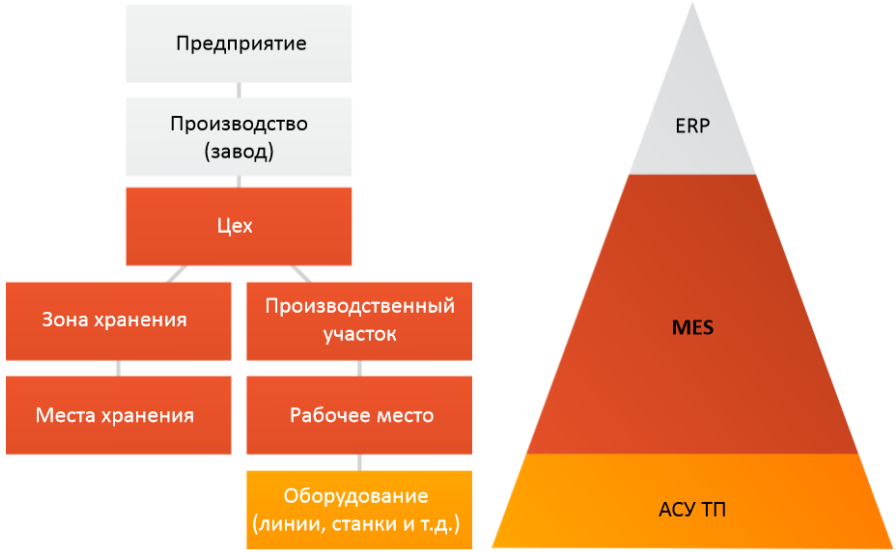 Предприятие
Производство
(завод)
Цех
Зона хранения
Производственный
участок
Места хранения
Рабочее место
Оборудование
(линии, станки и т.д.)
ERP
MES
АСУ ТП